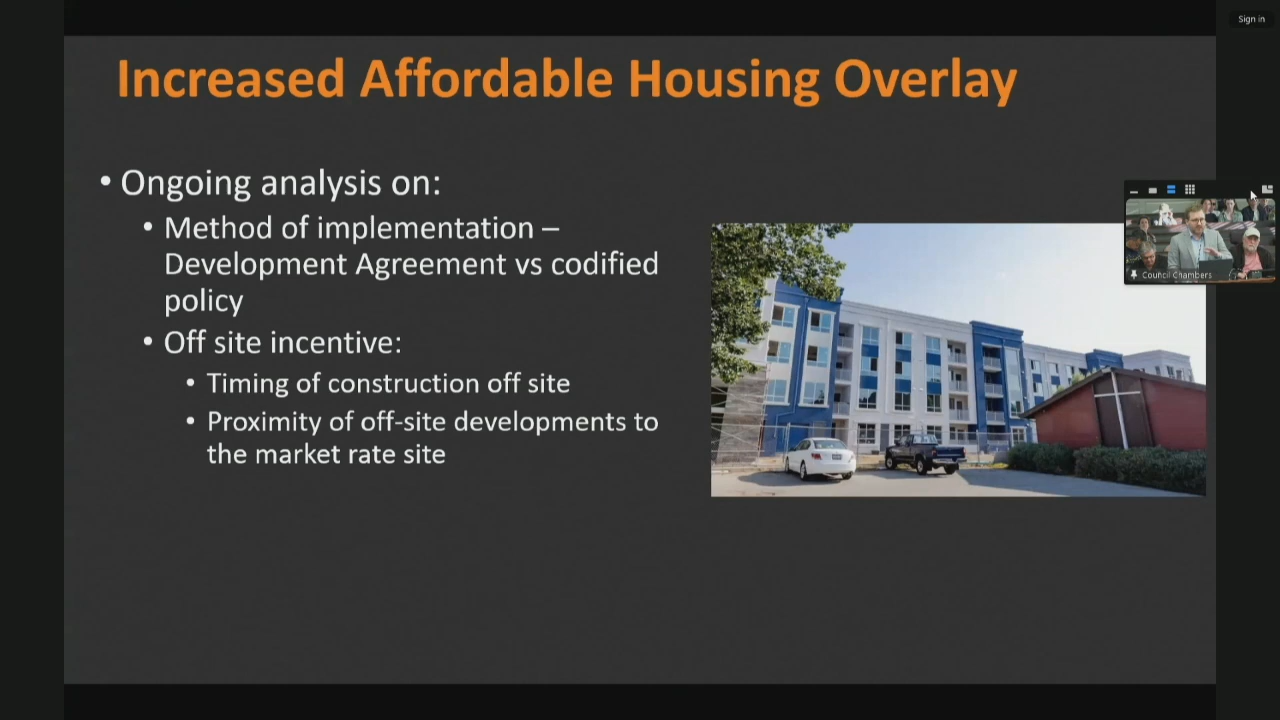 Sign in
Increased Affordable Housing Overlay
• Ongoing analysis on:
• Method of implementation –
Development Agreement vs codified
policy
• Off site incentive:
• Timing of construction off site
• Proximity of off-site developments to
the market rate site
Council Chambers